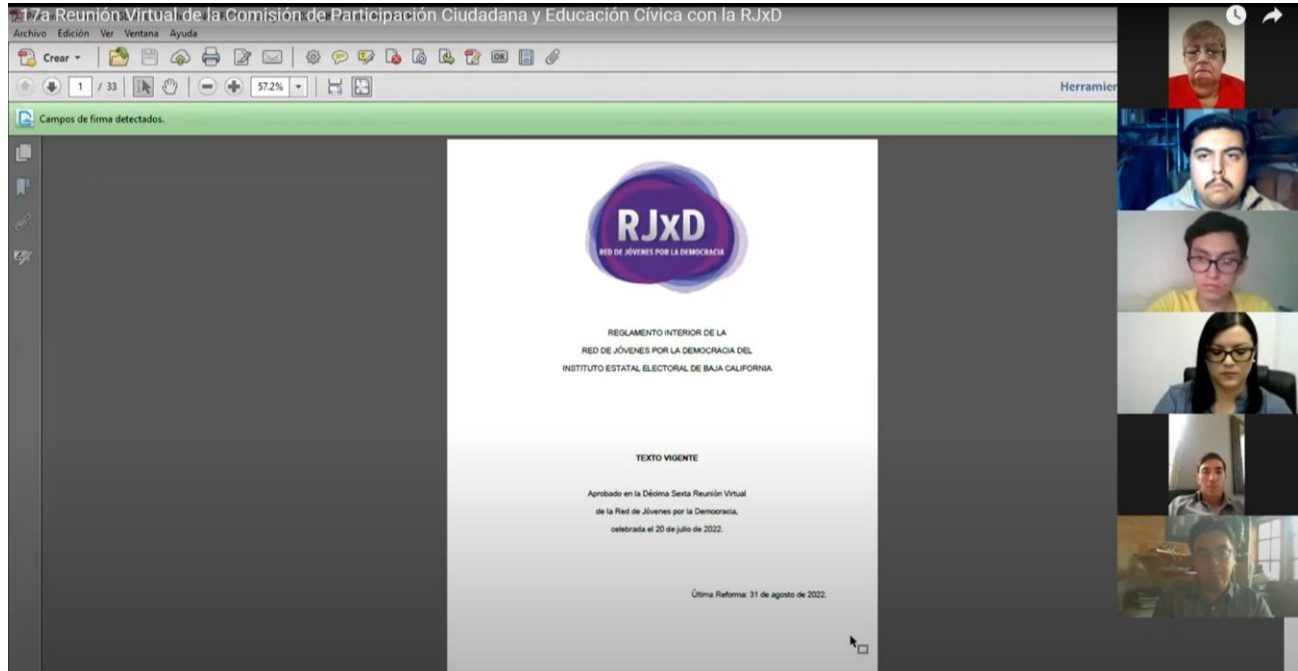 17a Reunión Virtual de la Comisión de Participación Ciudadana y Educación Cívica con la RJxD
Archivo Edición Ver Ventana Ayuda
Crear
OK
1 / 33
57.2%
Herramier
Campos de firma detectados.
RJxD
RED DE JÓVENES POR LA DEMOCRACIA
REGLAMENTO INTERIOR DE LA
RED DE JÓVENES POR LA DEMOCRACIA DEL
INSTITUTO ESTATAL ELECTORAL DE BAJA CALIFORNIA
TEXTO VIGENTE
Aprobado en la Décima Sexta Reunión Virtual
de la Red de Jóvenes por la Democracia,
celebrada el 20 de julio de 2022.
Última Reforma: 31 de agosto de 2022.